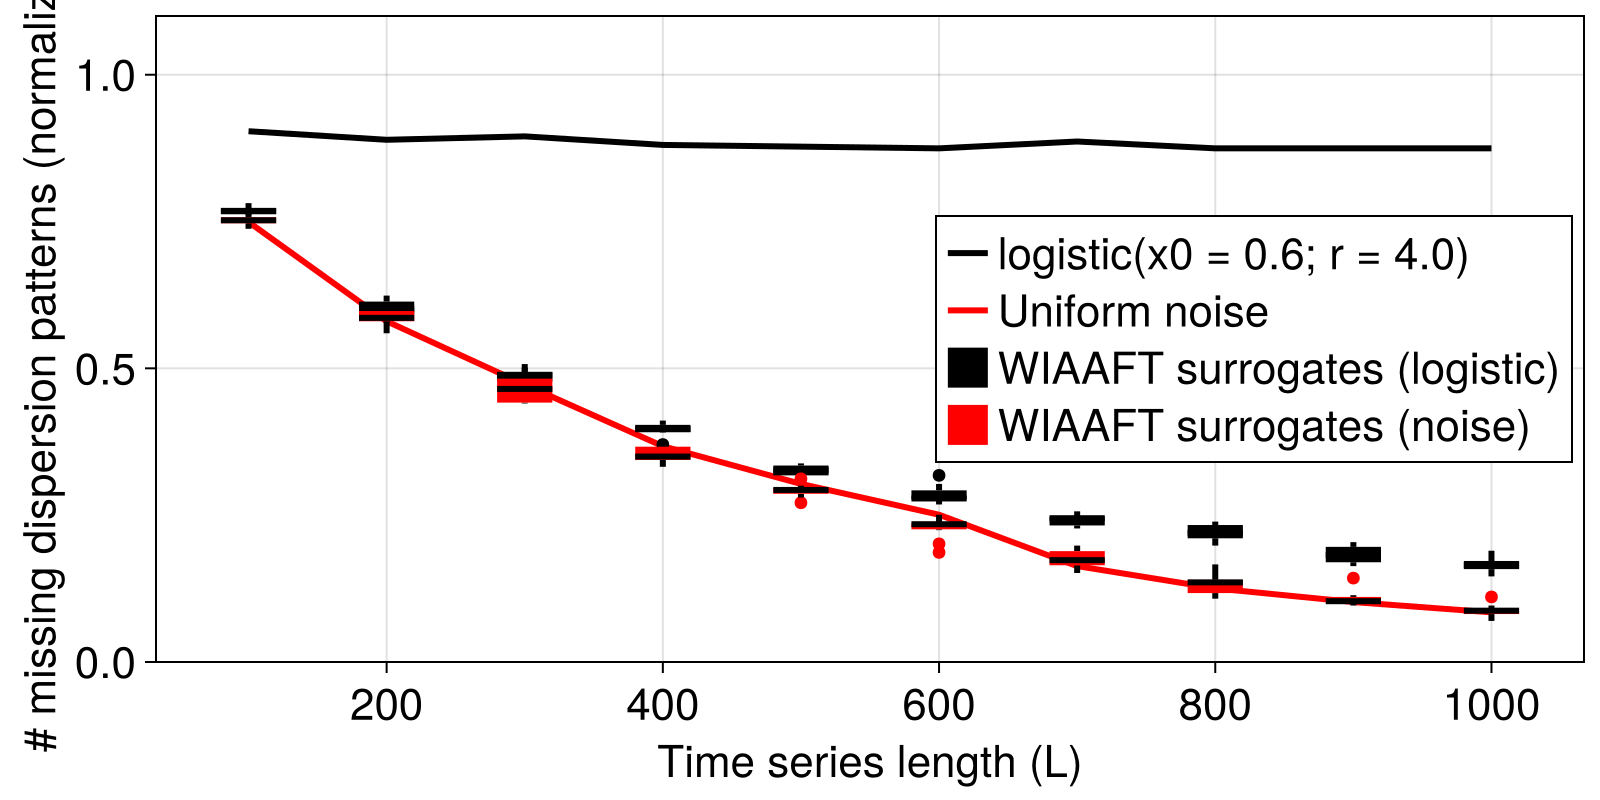 # missing dispersion patterns (normaliz
1.0
0.5
0.0
logistic(x0 = 0.6; r = 4.0)
Uniform noise
WIAAFT surrogates (logistic)
WIAAFT surrogates (noise)
200
400
600
800
1000
Time series length (L)